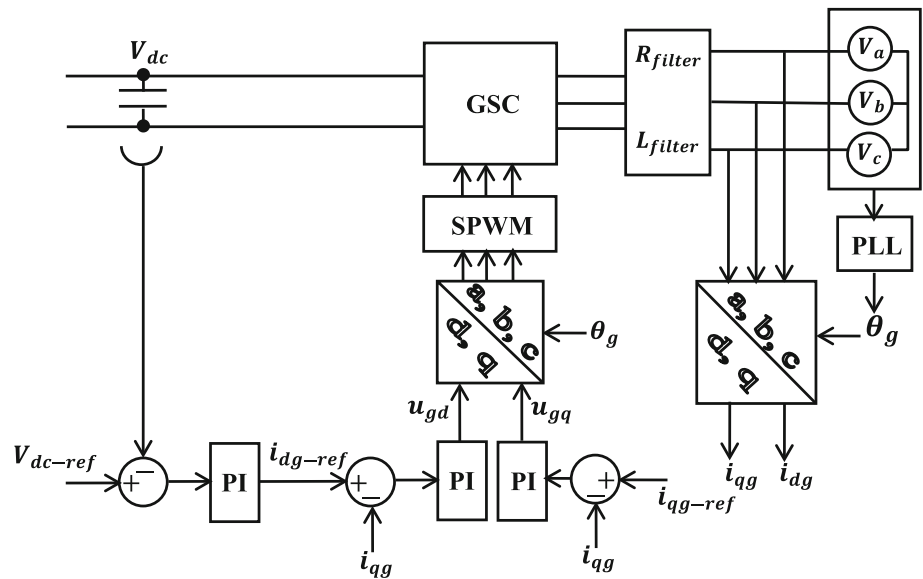 V_dc
GSC
R_filter
L_filter
V_a
V_b
V_c
SPWM
PLL
a, b, c
d, q
θ_g
a, b, c
d, q
θ_g
u_gd
u_gq
V_dc-ref
+
−
PI
i_dg-ref
+
−
i_qg
PI
PI
+
−
i_qg-ref
i_qg
i_qg
i_dg